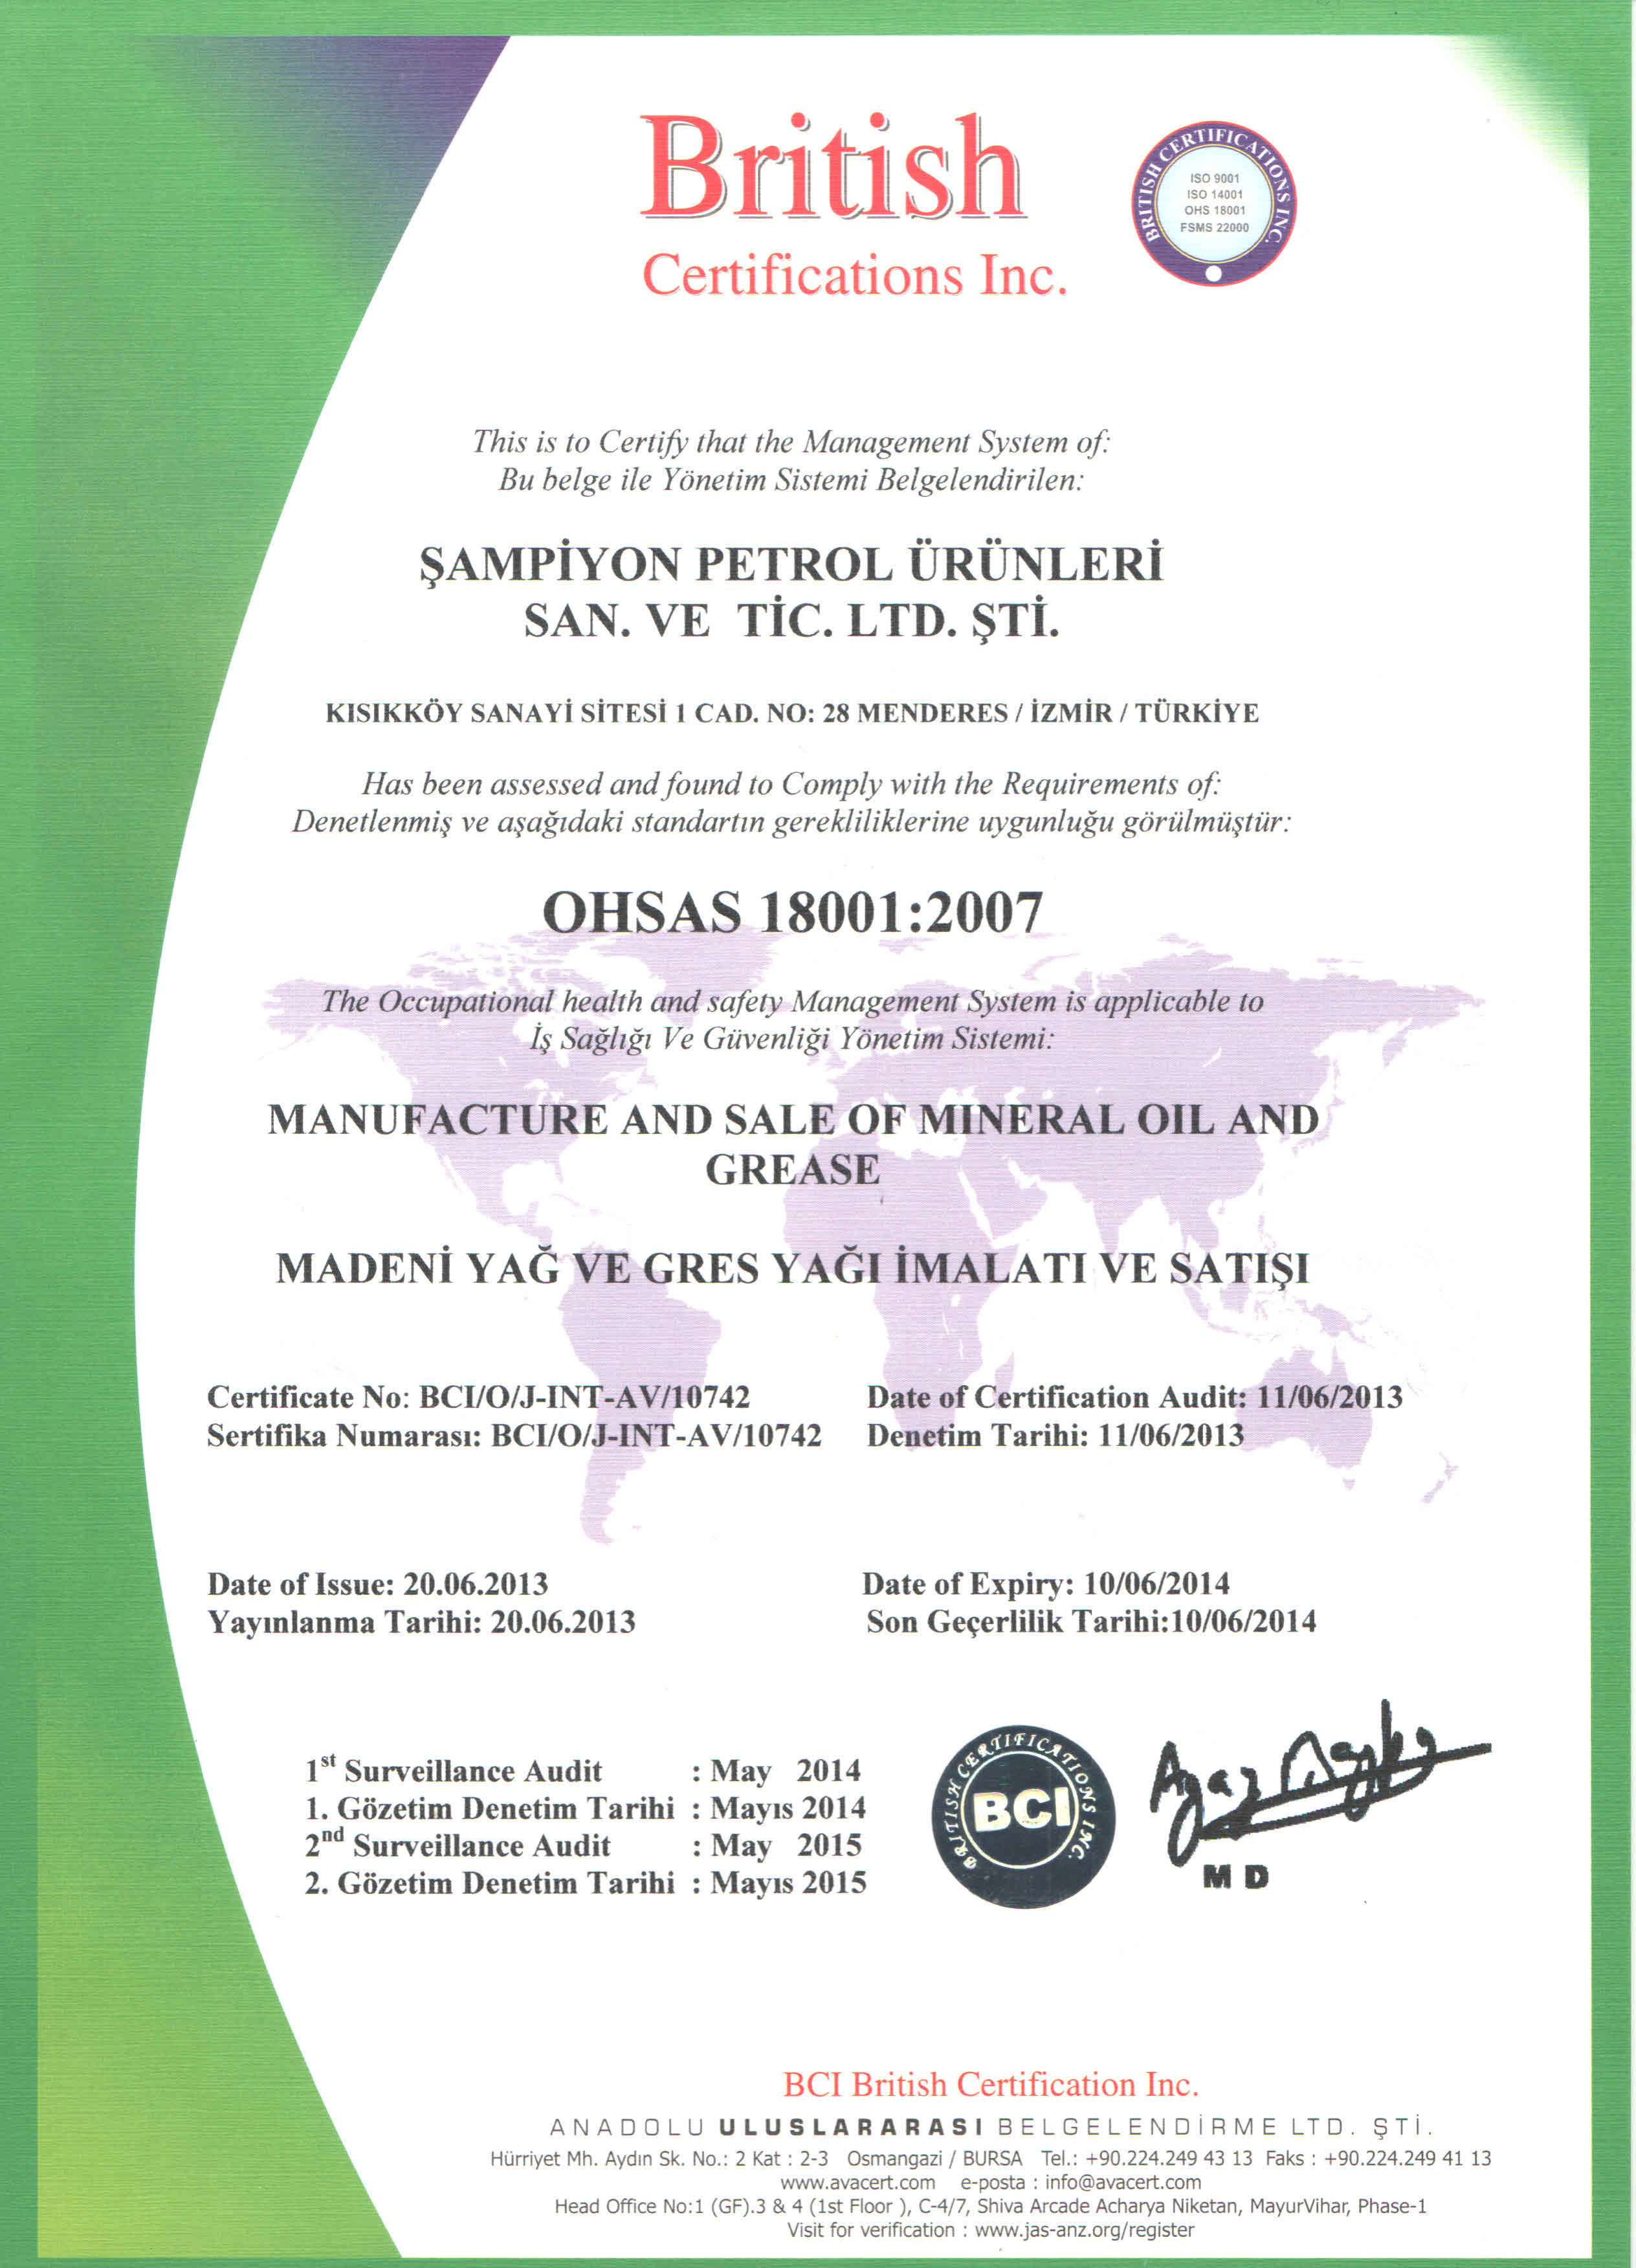 British
Certifications Inc.
BRITISH CERTIFICATIONS INC.
ISO 9001
ISO 14001
OHS 18001
FSMS 22000
This is to Certify that the Management System of:
Bu belge ile Yönetim Sistemi Belgelendirilen:
ŞAMPİYON PETROL ÜRÜNLERİ
SAN. VE TİC. LTD. ŞTİ.
KISIKKÖY SANAYİ SİTESİ 1 CAD. NO: 28 MENDERES / İZMİR / TÜRKİYE
Has been assessed and found to Comply with the Requirements of:
Denetlenmiş ve aşağıdaki standartın gerekliliklerine uygunluğu görülmüştür:
OHSAS 18001:2007
The Occupational health and safety Management System is applicable to
İş Sağlığı Ve Güvenliği Yönetim Sistemi:
MANUFACTURE AND SALE OF MINERAL OIL AND
GREASE
MADENİ YAĞ VE GRES YAĞI İMALATI VE SATIŞI
Certificate No: BCI/O/J-INT-AV/10742 Date of Certification Audit: 11/06/2013
Sertifika Numarası: BCI/O/J-INT-AV/10742 Denetim Tarihi: 11/06/2013
Date of Issue: 20.06.2013 Date of Expiry: 10/06/2014
Yayınlanma Tarihi: 20.06.2013 Son Geçerlilik Tarihi:10/06/2014
1st Surveillance Audit : May 2014
1. Gözetim Denetim Tarihi : Mayıs 2014
2nd Surveillance Audit : May 2015
2. Gözetim Denetim Tarihi : Mayıs 2015
BRITISH CERTIFICATIONS INC.
BCI
M D
BCI British Certification Inc.
ANADOLU ULUSLARARASI BELGELENDİRME LTD. ŞTİ.
Hürriyet Mh. Aydın Sk. No.: 2 Kat : 2-3 Osmangazi / BURSA Tel.: +90.224.249 43 13 Faks : +90.224.249 41 13
www.avacert.com e-posta : info@avacert.com
Head Office No:1 (GF).3 & 4 (1st Floor ), C-4/7, Shiva Arcade Acharya Niketan, MayurVihar, Phase-1
Visit for verification : www.jas-anz.org/register